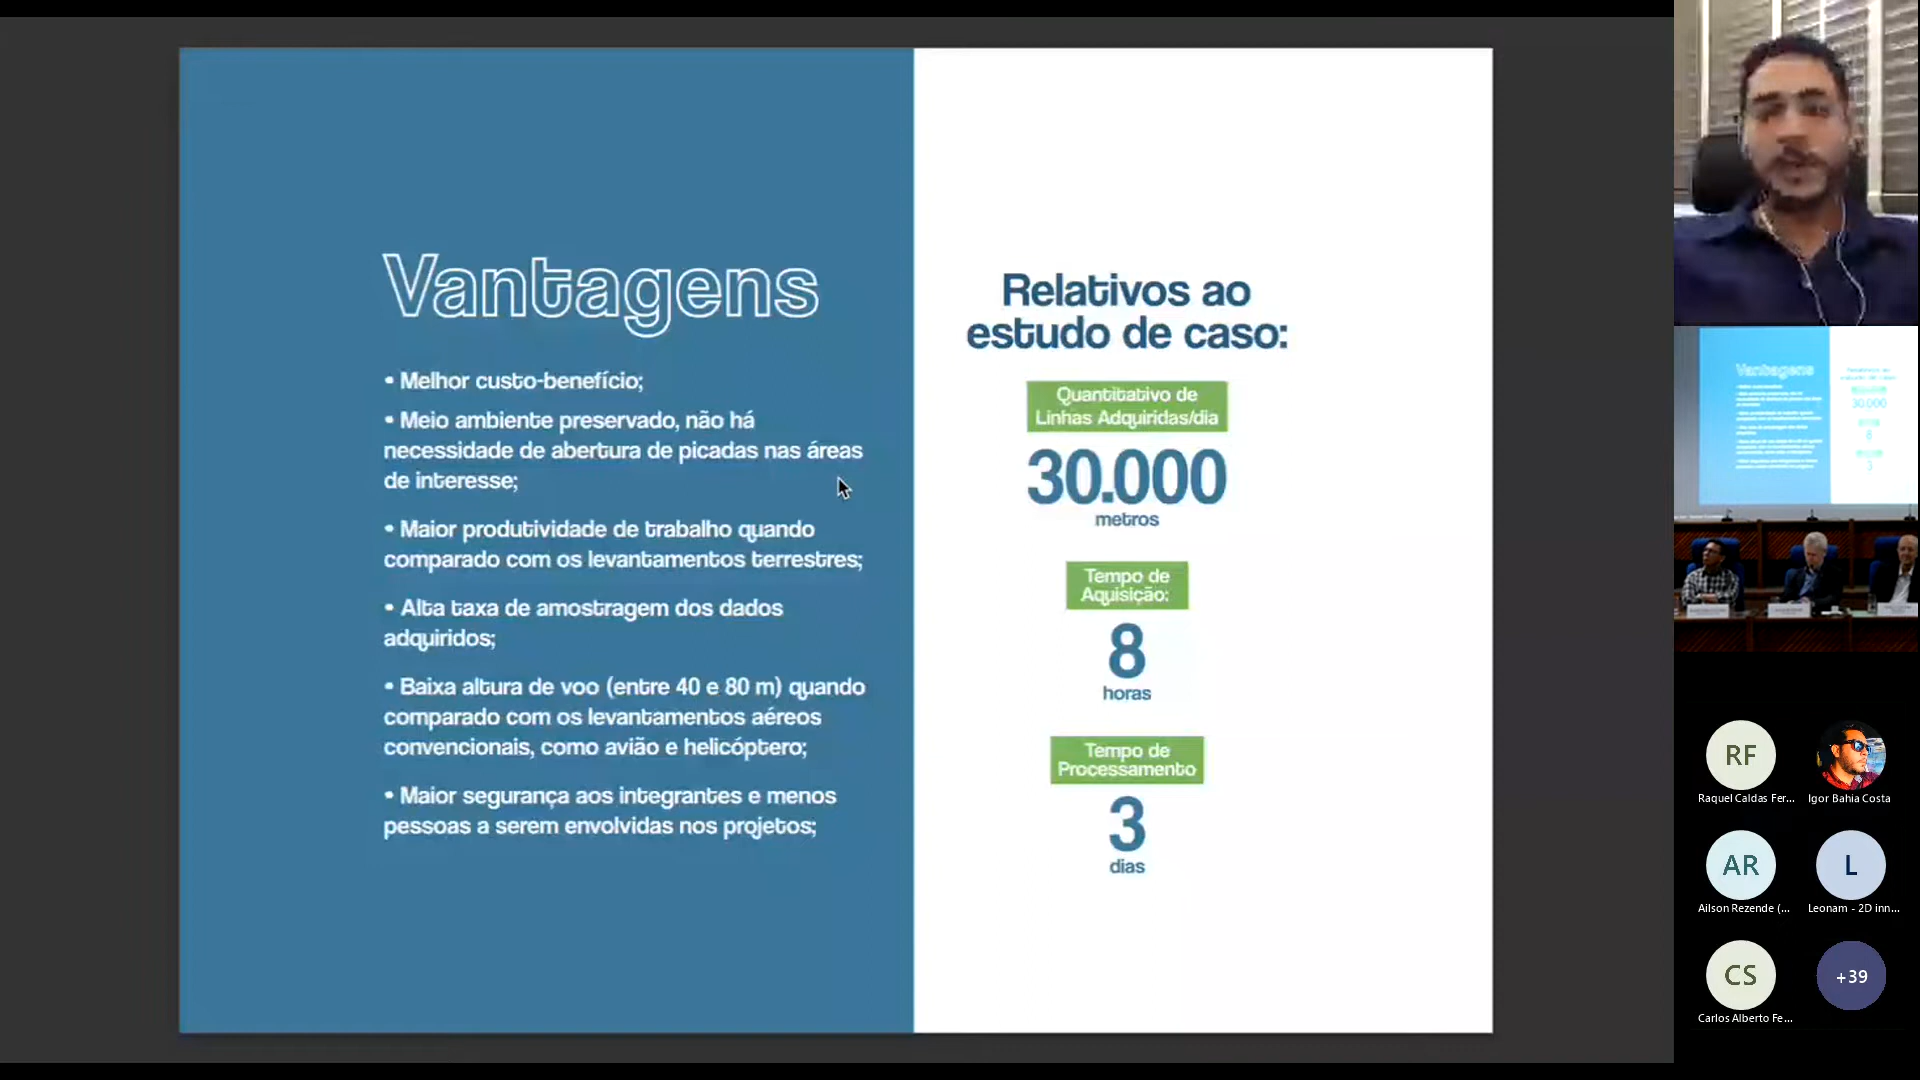 Vantagens
• Melhor custo-benefício;
• Meio ambiente preservado, não há
necessidade de abertura de picadas nas áreas
de interesse;
• Maior produtividade de trabalho quando
comparado com os levantamentos terrestres;
• Alta taxa de amostragem dos dados
adquiridos;
• Baixa altura de voo (entre 40 e 80 m) quando
comparado com os levantamentos aéreos
convencionais, como avião e helicóptero;
• Maior segurança aos integrantes e menos
pessoas a serem envolvidas nos projetos;
Relativos ao
estudo de caso:
Quantitativo de
Linhas Adquiridas/dia
30.000
metros
Tempo de
Aquisição:
8
horas
Tempo de
Processamento
3
dias
Vantagens
30.000
8
3
RF
Raquel Caldas Fer...
Igor Bahia Costa
AR
Ailson Rezende (...
L
Leonam - 2D inn...
CS
Carlos Alberto Fe...
+39